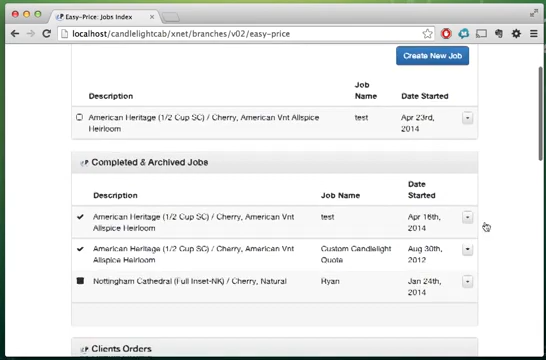 Easy-Price: Jobs Index
localhost/candlelightcab/xnet/branches/v02/easy-price
Create New Job
Description
Job
Name
Date Started
American Heritage (1/2 Cup SC) / Cherry, American Vnt Allspice
Heirloom
test
Apr 23rd,
2014
Completed & Archived Jobs
Description
Job Name
Date
Started
American Heritage (1/2 Cup SC) / Cherry, American Vnt
Allspice Heirloom
test
Apr 16th,
2014
American Heritage (1/2 Cup SC) / Cherry, American Vnt
Allspice Heirloom
Custom Candlelight
Quote
Aug 30th,
2012
Nottingham Cathedral (Full Inset-NK) / Cherry, Natural
Ryan
Jan 24th,
2014
Clients Orders